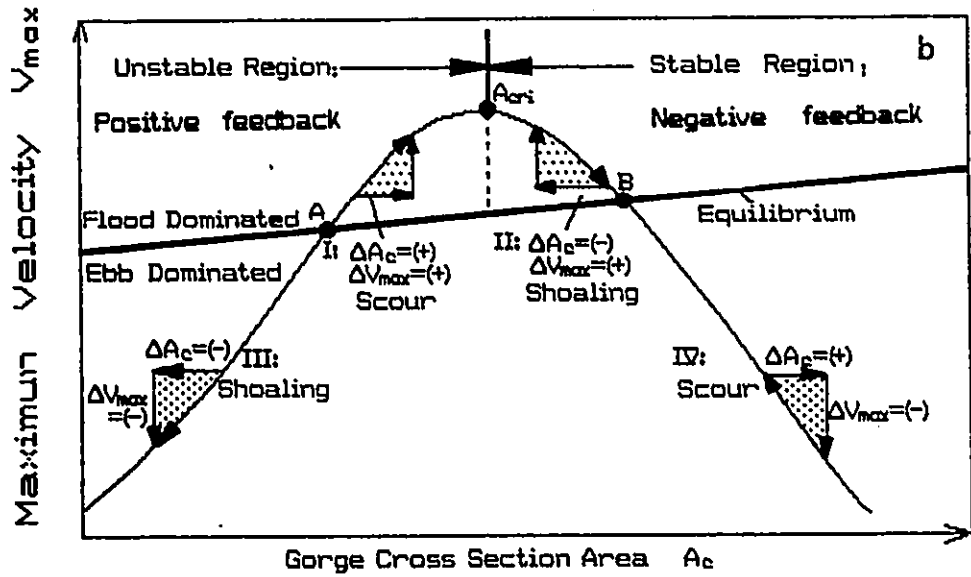 Maximun Velocity Vmax
b
Unstable Region;
Stable Region;
Acri
Positive feedback
Negative feedback
Flood Dominated
A
B
Equilibrium
Ebb Dominated
I: ΔAc=(+)
ΔVmax=(+)
Scour
II: ΔAc=(-)
ΔVmax=(+)
Shoaling
ΔAc=(-)
III:
Shoaling
ΔVmax
=(-)
IV:
Scour
ΔAc=(+)
ΔVmax=(-)
Gorge Cross Section Area Ac